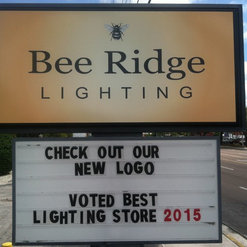 Bee Ridge
LIGHTING
CHECK OUT OUR
NEW LOGO
VOTED BEST
LIGHTING STORE 2015